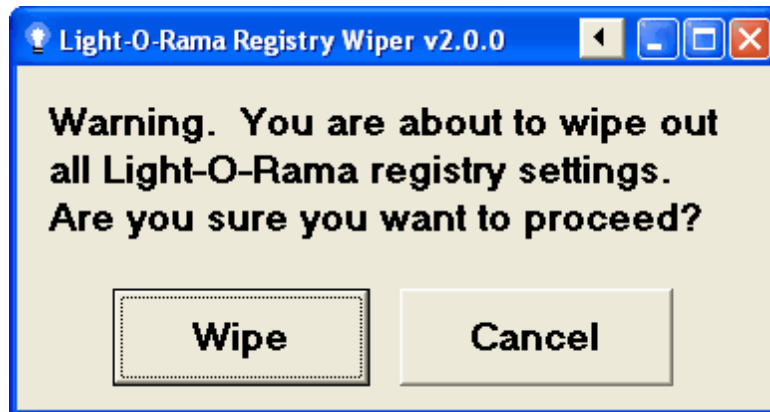 Light-O-Rama Registry Wiper v2.0.0
Warning.  You are about to wipe out
all Light-O-Rama registry settings.
Are you sure you want to proceed?
Wipe
Cancel